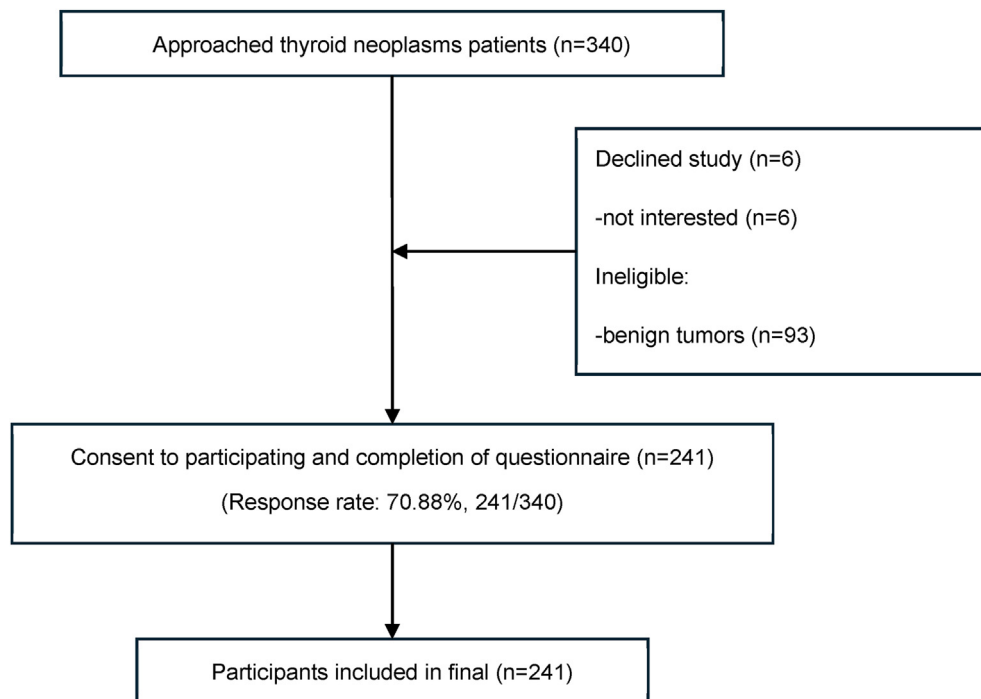 Approached thyroid neoplasms patients (n=340)
Declined study (n=6)
-not interested (n=6)
Ineligible:
-benign tumors (n=93)
Consent to participating and completion of questionnaire (n=241)
(Response rate: 70.88%, 241/340)
Participants included in final (n=241)